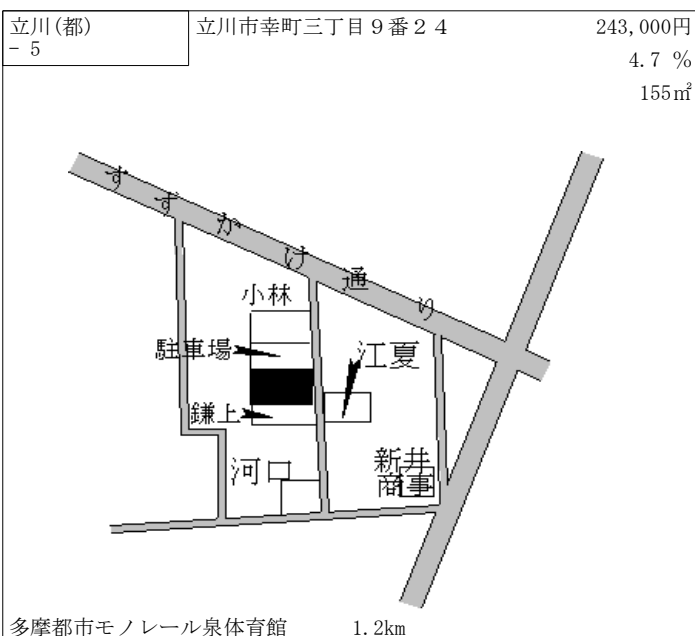 立川(都)
- 5
立川市幸町三丁目９番２４
243,000円
4.7 %
155㎡
すずかけ通り
小林
駐車場
江夏
鎌上
河口
新井
商事
多摩都市モノレール泉体育館 1.2km